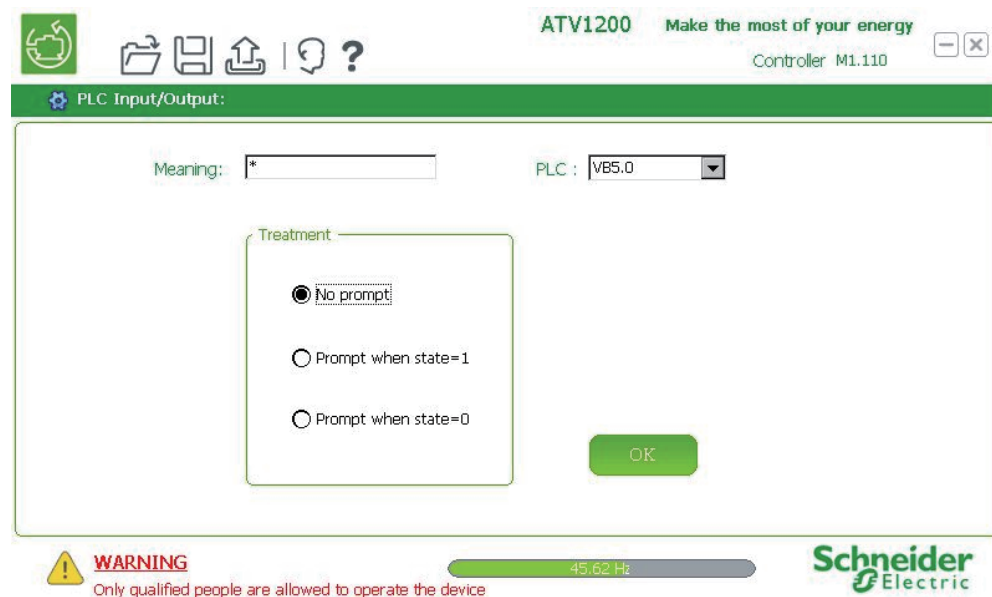 ATV1200 Make the most of your energy
Controller M1.110
PLC Input/Output:
Meaning: * PLC : VB5.0
Treatment
No prompt
Prompt when state=1
Prompt when state=0
OK
WARNING
Only qualified people are allowed to operate the device
45.62 Hz
Schneider
Electric